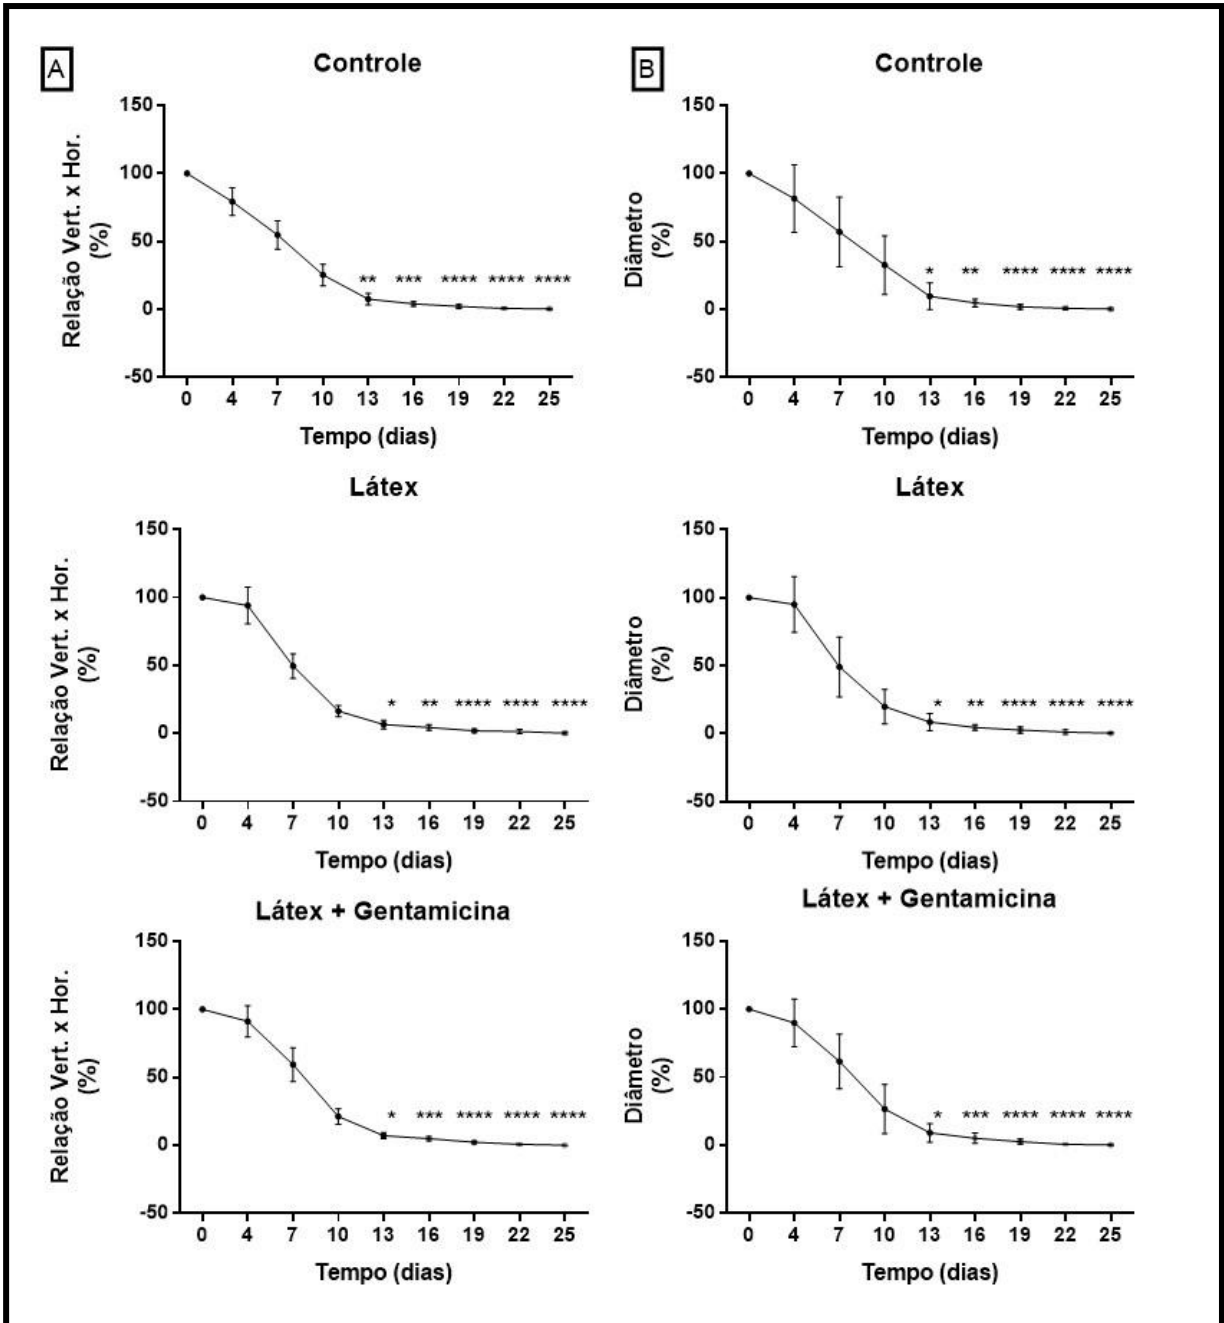 A
Controle
150
100
50
0
-50
Relação Vert. x Hor.
(%)
** *** **** **** ****
0 4 7 10 13 16 19 22 25
Tempo (dias)
B
Controle
150
100
50
0
-50
Diâmetro
(%)
* ** **** **** ****
0 4 7 10 13 16 19 22 25
Tempo (dias)
Látex
150
100
50
0
-50
Relação Vert. x Hor.
(%)
* ** **** **** ****
0 4 7 10 13 16 19 22 25
Tempo (dias)
Látex
150
100
50
0
-50
Diâmetro
(%)
* ** **** **** ****
0 4 7 10 13 16 19 22 25
Tempo (dias)
Látex + Gentamicina
150
100
50
0
-50
Relação Vert. x Hor.
(%)
* *** **** **** ****
0 4 7 10 13 16 19 22 25
Tempo (dias)
Látex + Gentamicina
150
100
50
0
-50
Diâmetro
(%)
* *** **** **** ****
0 4 7 10 13 16 19 22 25
Tempo (dias)